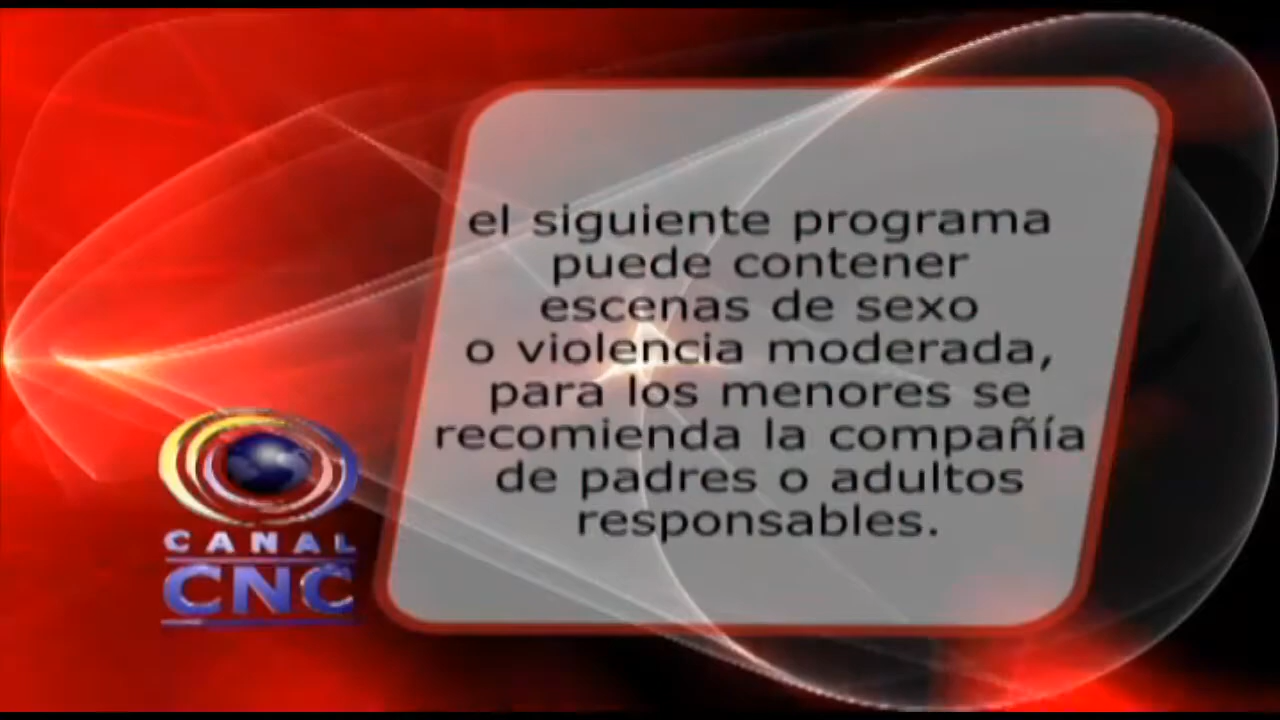 el siguiente programa
puede contener
escenas de sexo
o violencia moderada,
para los menores se
recomienda la compañía
de padres o adultos
responsables.
CANAL
CNC